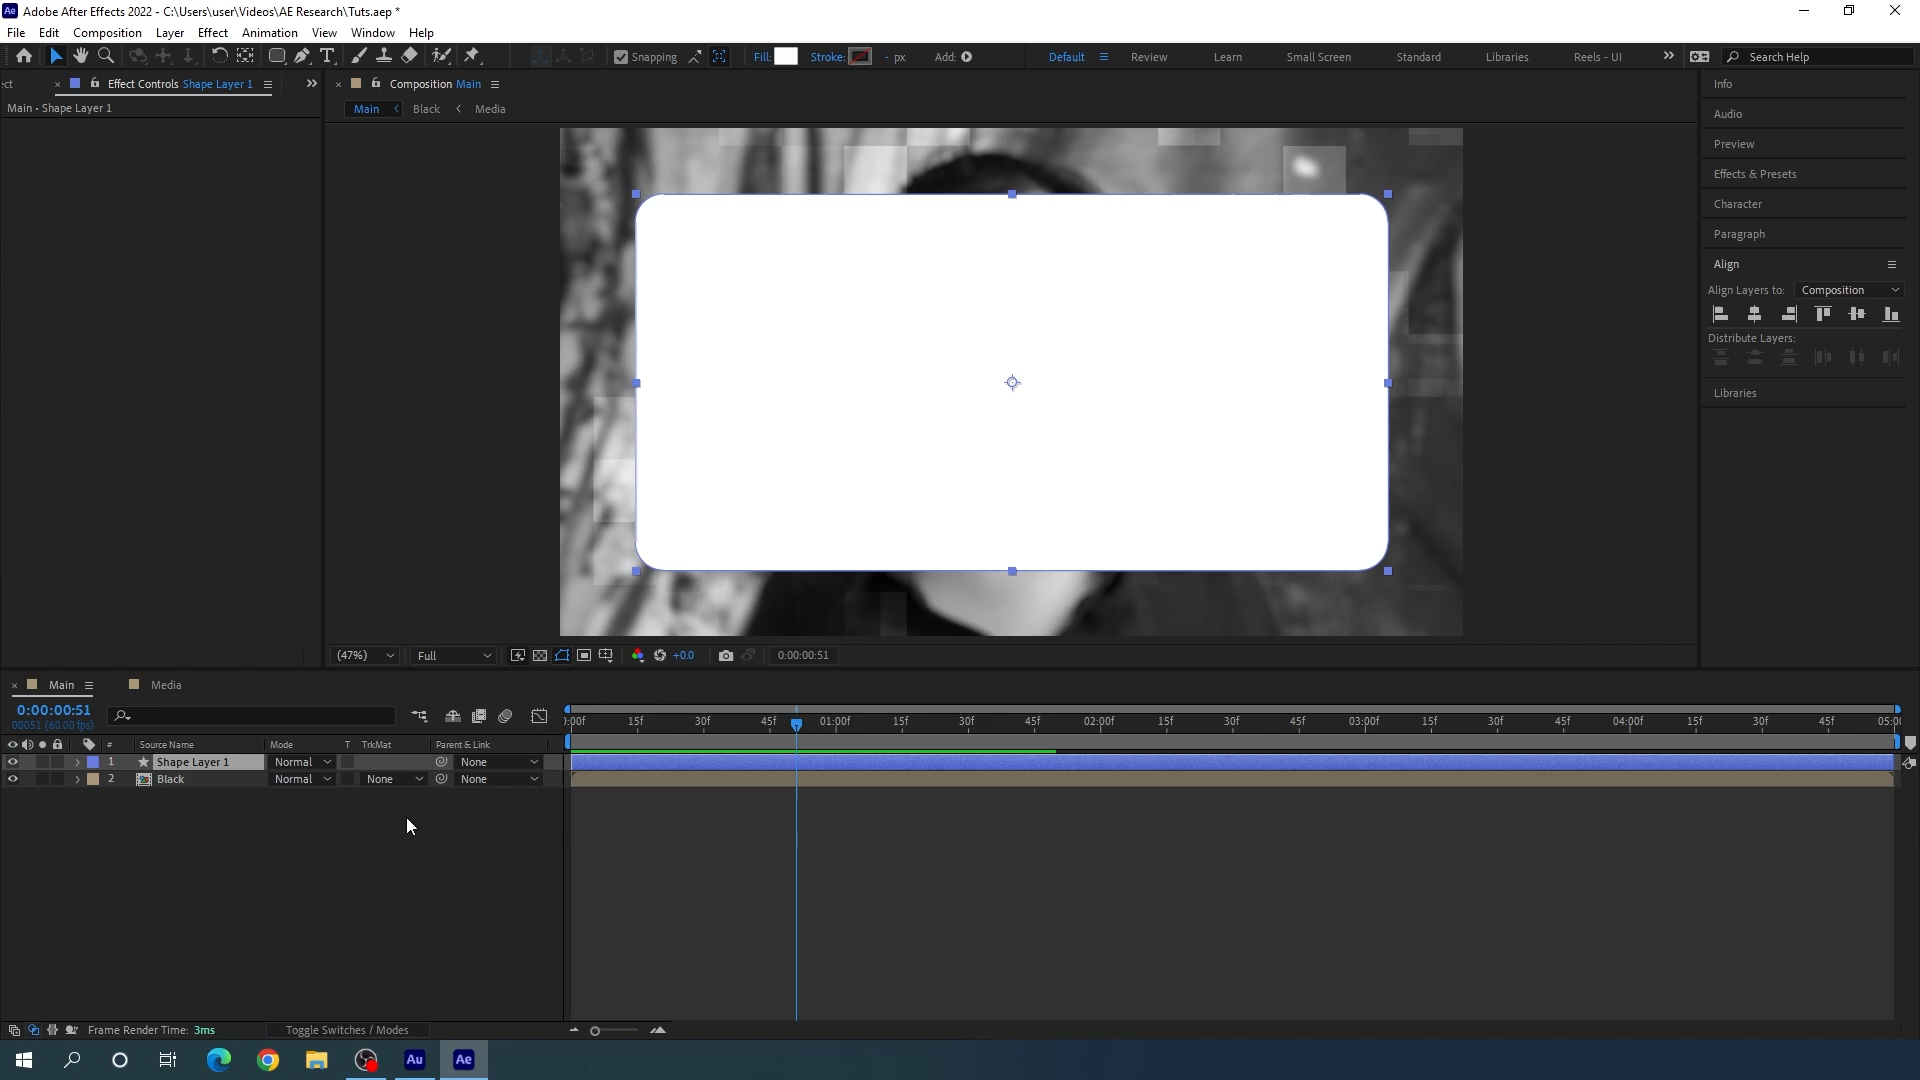 Ae Adobe After Effects 2022 - C:\Users\user\Videos\AE Research\Tuts.aep *
File Edit Composition Layer Effect Animation View Window Help
Snapping Fill: Stroke: - px Add: Default Review Learn Small Screen Standard Libraries Reels - UI Search Help
ect Effect Controls Shape Layer 1
Main • Shape Layer 1
Composition Main
Main Black Media
Info
Audio
Preview
Effects & Presets
Character
Paragraph
Align
Align Layers to: Composition
Distribute Layers:
Libraries
(47%) Full +0.0 0:00:00:51
Main Media
0:00:00:51
00051 (60.00 fps)
):00f 15f 30f 45f 01:00f 15f 30f 45f 02:00f 15f 30f 45f 03:00f 15f 30f 45f 04:00f 15f 30f 45f 05:0(
# Source Name Mode T TrkMat Parent & Link
1 Shape Layer 1 Normal None
2 Black Normal None None
Frame Render Time: 3ms Toggle Switches / Modes
Au Ae